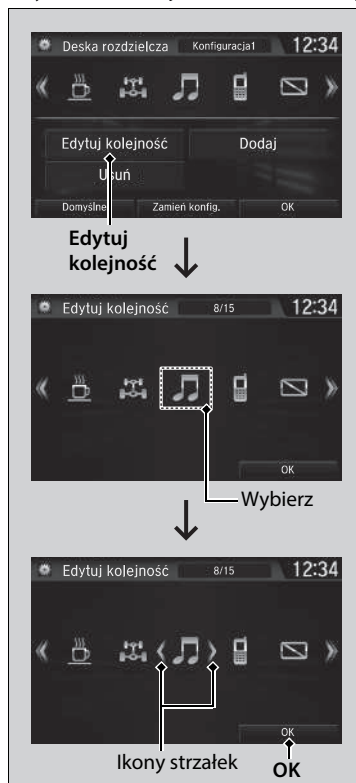 Deska rozdzielcza Konfiguracja1 12:34
Edytuj kolejność Dodaj
Usuń
Domyślne Zamień konfig. OK
Edytuj
kolejność
Edytuj kolejność 8/15 12:34
OK
Wybierz
Edytuj kolejność 8/15 12:34
OK
Ikony strzałek OK